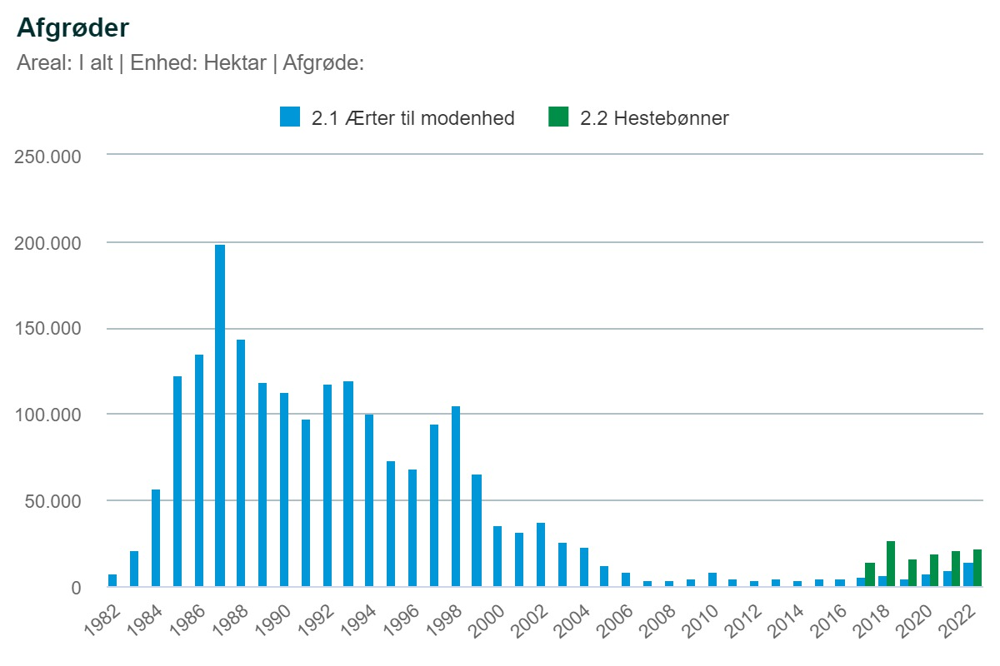 Afgrøder
Areal: I alt | Enhed: Hektar | Afgrøde:
2.1 Ærter til modenhed 2.2 Hestebønner
250.000
200.000
150.000
100.000
50.000
0
1982 1984 1986 1988 1990 1992 1994 1996 1998 2000 2002 2004 2006 2008 2010 2012 2014 2016 2018 2020 2022